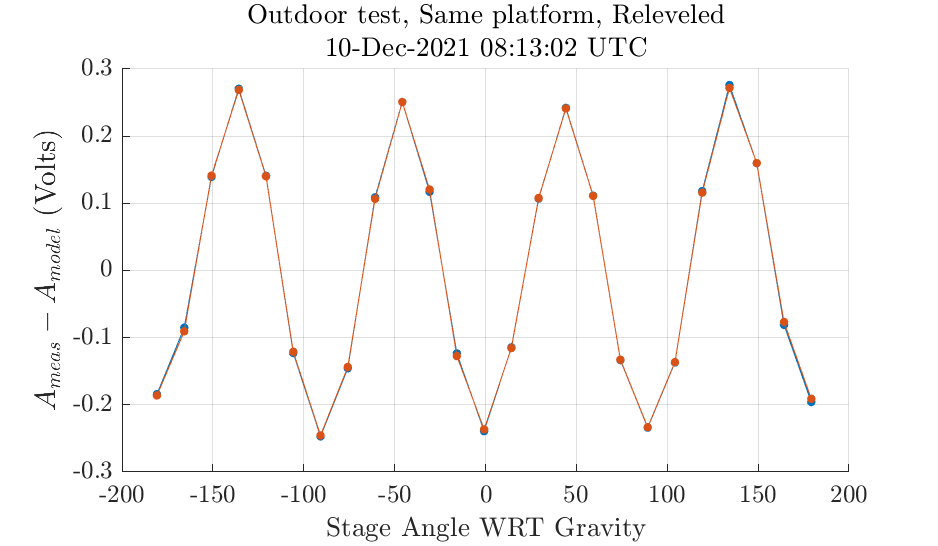 Outdoor test, Same platform, Releveled
10-Dec-2021 08:13:02 UTC
0.3
0.2
0.1
0
-0.1
-0.2
-0.3
A_meas − A_model (Volts)
-200 -150 -100 -50 0 50 100 150 200
Stage Angle WRT Gravity